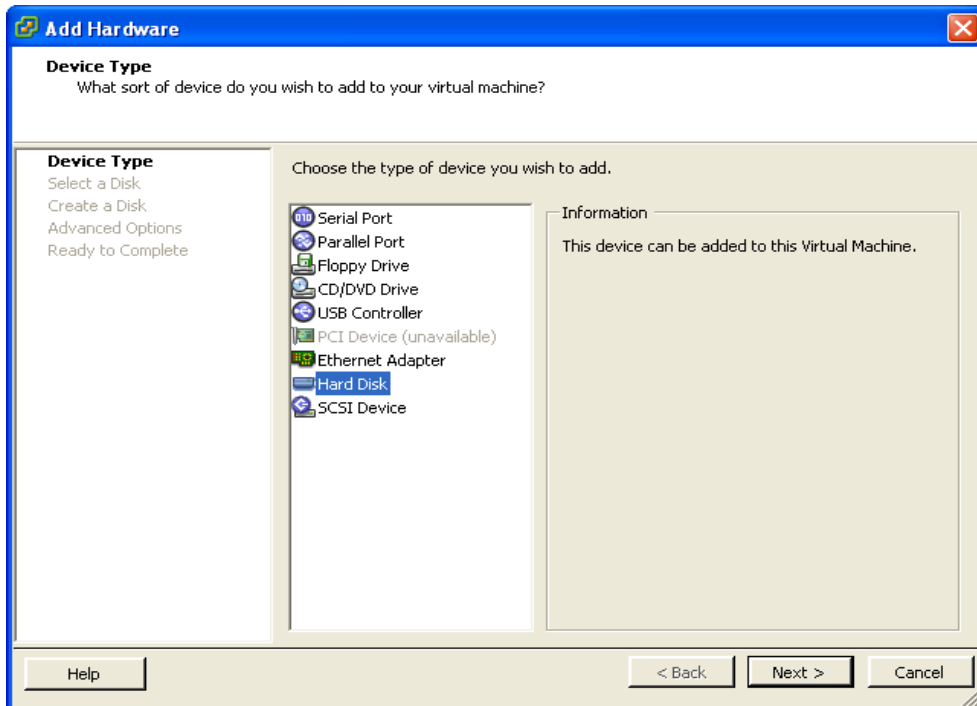 Add Hardware
Device Type
What sort of device do you wish to add to your virtual machine?
Device Type
Select a Disk
Create a Disk
Advanced Options
Ready to Complete
Choose the type of device you wish to add.
Serial Port
Parallel Port
Floppy Drive
CD/DVD Drive
USB Controller
PCI Device (unavailable)
Ethernet Adapter
Hard Disk
SCSI Device
Information
This device can be added to this Virtual Machine.
Help
< Back
Next >
Cancel